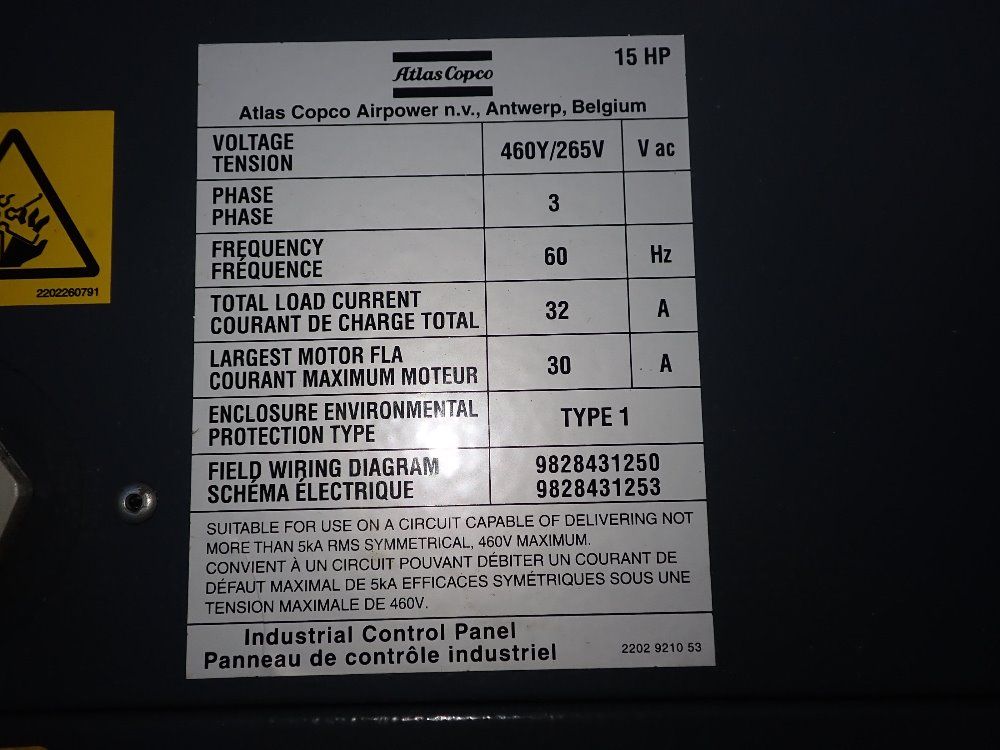 Atlas Copco
15 HP
Atlas Copco Airpower n.v., Antwerp, Belgium
VOLTAGE
TENSION
460Y/265V
V ac
PHASE
PHASE
3
FREQUENCY
FRÉQUENCE
60
Hz
TOTAL LOAD CURRENT
COURANT DE CHARGE TOTAL
32
A
LARGEST MOTOR FLA
COURANT MAXIMUM MOTEUR
30
A
ENCLOSURE ENVIRONMENTAL
PROTECTION TYPE
TYPE 1
FIELD WIRING DIAGRAM
SCHÉMA ÉLECTRIQUE
9828431250
9828431253
SUITABLE FOR USE ON A CIRCUIT CAPABLE OF DELIVERING NOT
MORE THAN 5kA RMS SYMMETRICAL, 460V MAXIMUM.
CONVIENT À UN CIRCUIT POUVANT DÉBITER UN COURANT DE
DÉFAUT MAXIMAL DE 5kA EFFICACES SYMÉTRIQUES SOUS UNE
TENSION MAXIMALE DE 460V.
Industrial Control Panel
Panneau de contrôle industriel
2202 9210 53
2202260791